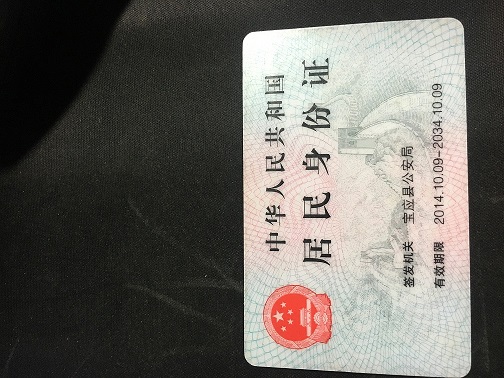 中华人民共和国
居民身份证
签发机关 宝应县公安局
有效期限 2014.10.09-2034.10.09